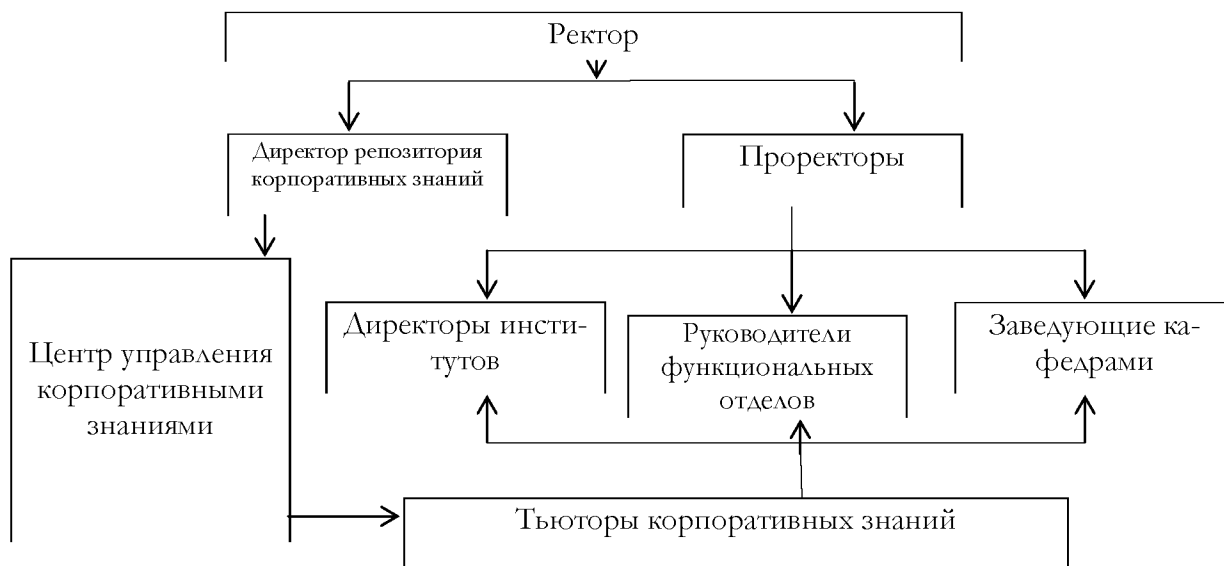 Ректор
Директор репозитория
корпоративных знаний
Проректоры
Центр управления
корпоративными
знаниями
Директоры инсти-
тутов
Руководители
функциональных
отделов
Заведующие ка-
федрами
Тьюторы корпоративных знаний